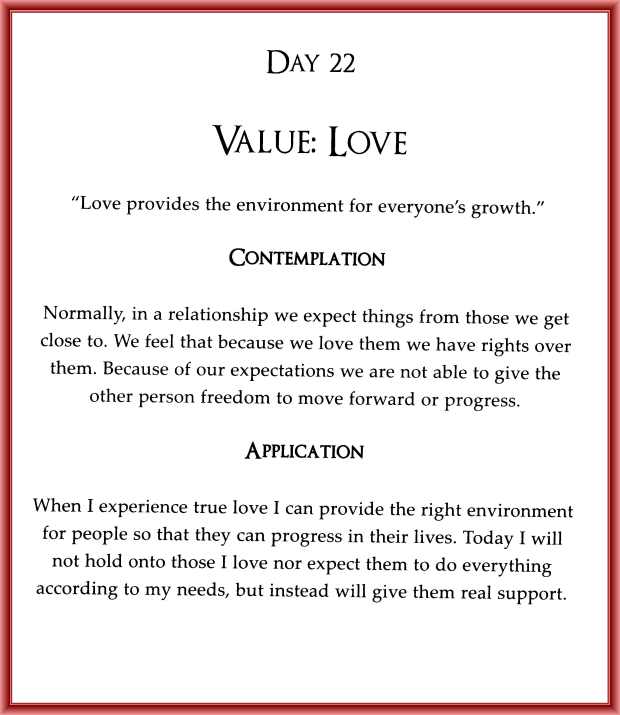 Day 22
Value: Love
“Love provides the environment for everyone’s growth.”
Contemplation
Normally, in a relationship we expect things from those we get
close to. We feel that because we love them we have rights over
them. Because of our expectations we are not able to give the
other person freedom to move forward or progress.
Application
When I experience true love I can provide the right environment
for people so that they can progress in their lives. Today I will
not hold onto those I love nor expect them to do everything
according to my needs, but instead will give them real support.